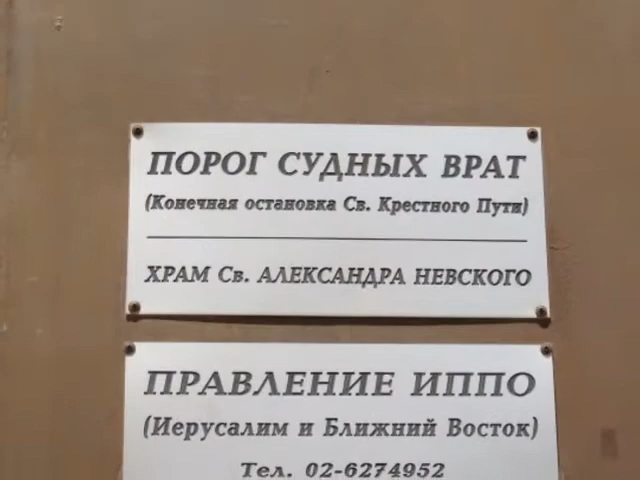 ПОРОГ СУДНЫХ ВРАТ
(Конечная остановка Св. Крестного Пути)
ХРАМ Св. АЛЕКСАНДРА НЕВСКОГО
ПРАВЛЕНИЕ ИППО
(Иерусалим и Ближний Восток)
Тел. 02-6274952